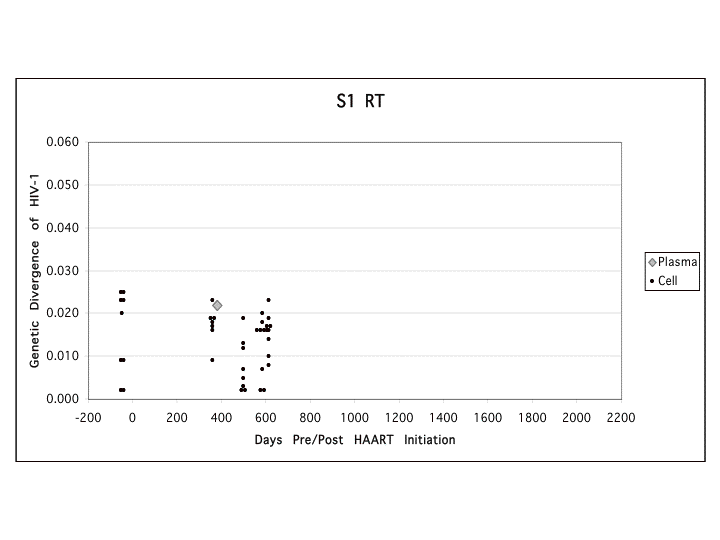 S1 RT
Genetic Divergence of HIV-1
0.060
0.050
0.040
0.030
0.020
0.010
0.000
-200 0 200 400 600 800 1000 1200 1400 1600 1800 2000 2200
Days Pre/Post HAART Initiation
Plasma
Cell